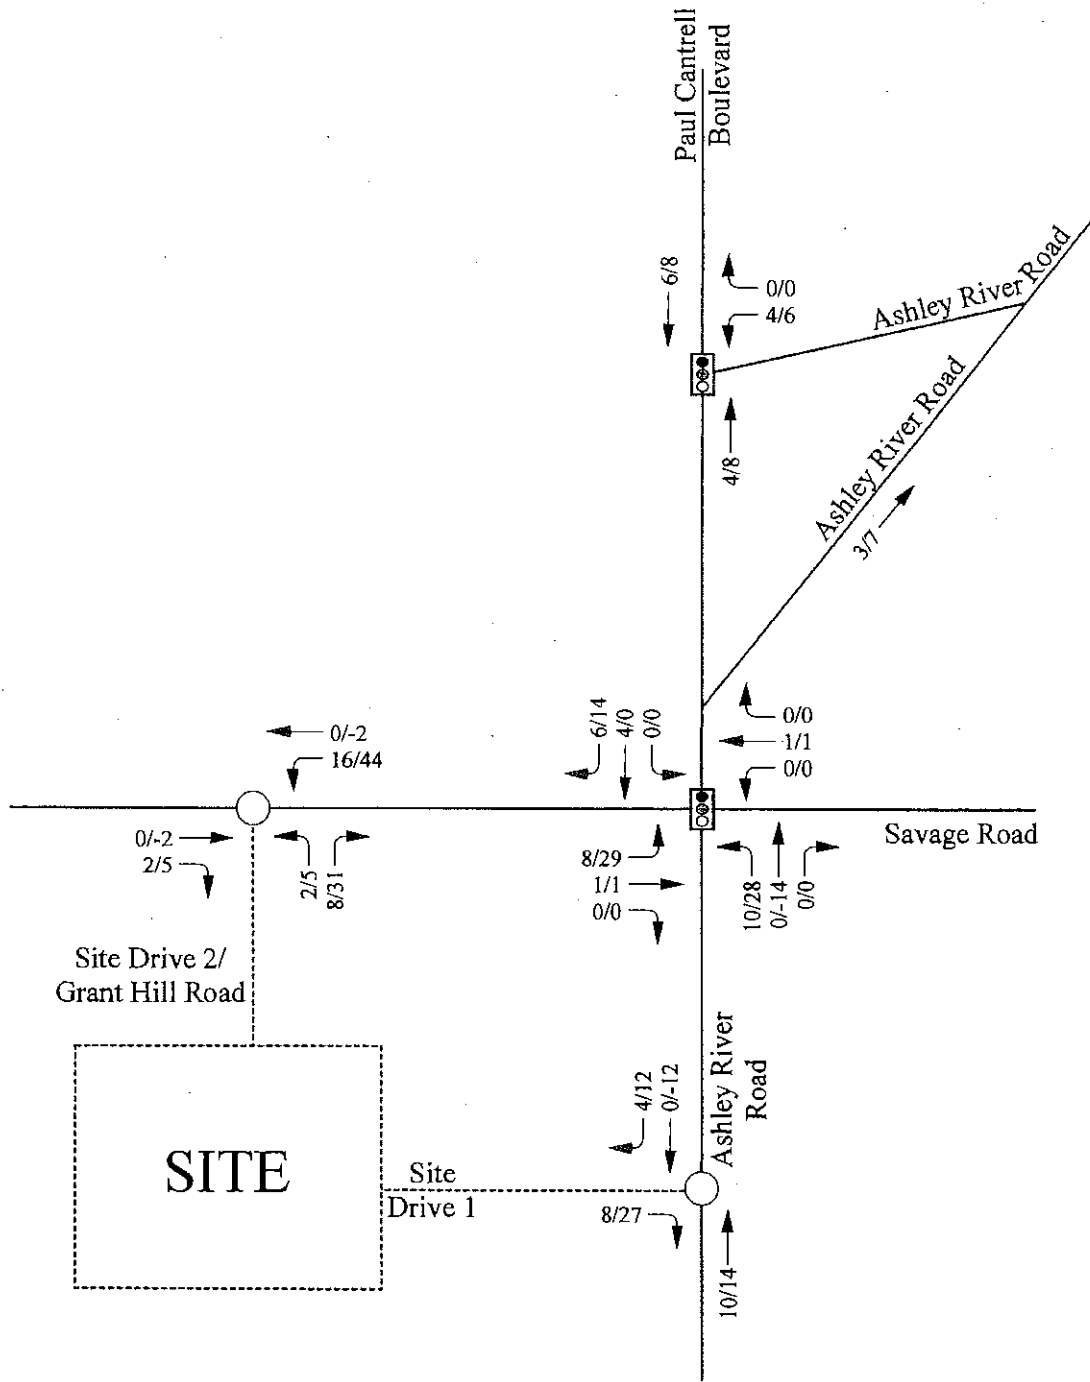 Paul Cantrell
Boulevard
6/8
0/0
4/6
Ashley River Road
4/8
Ashley River Road
3/7
6/14
4/0
0/0
0/0
1/1
0/0
0/-2
16/44
0/-2
2/5
2/5
8/31
8/29
1/1
0/0
10/28
0/-14
0/0
Savage Road
Site Drive 2/
Grant Hill Road
4/12
0/-12
Ashley River
Road
SITE
Site
Drive 1
8/27
10/14